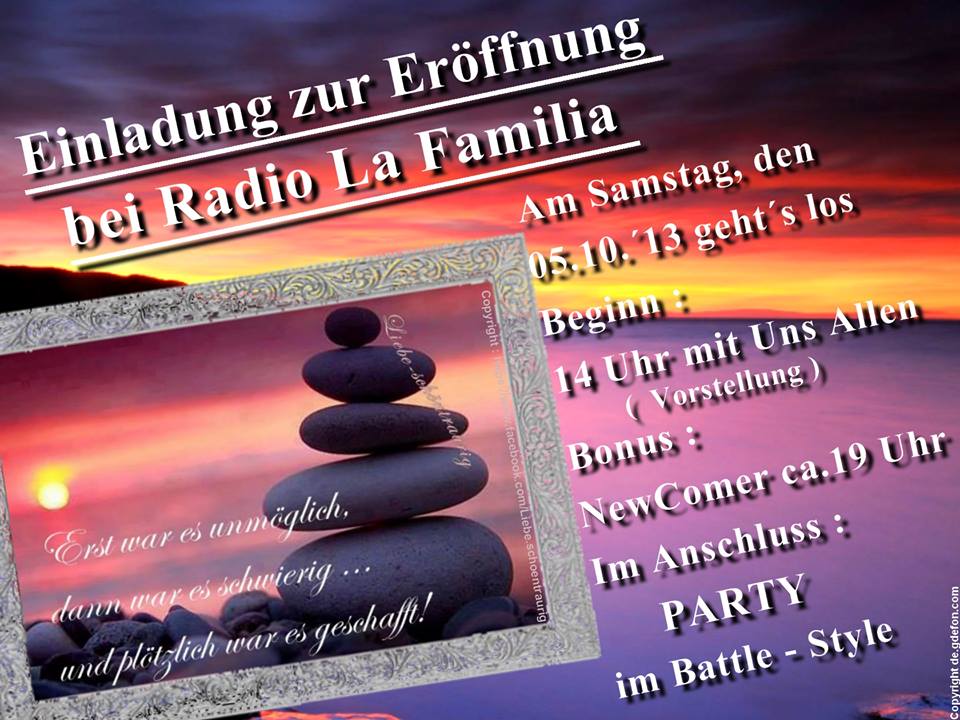 Einladung zur Eröffnung
bei Radio La Familia
Am Samstag, den
05.10.´13 geht´s los
Beginn :
14 Uhr mit Uns Allen
( Vorstellung )
Bonus :
NewComer ca.19 Uhr
Im Anschluss :
PARTY
im Battle - Style
Erst war es unmöglich,
dann war es schwierig ...
und plötzlich war es geschafft!
Liebe-schöntraurig
Copyright : facebook.com/Liebe.schoentraurig
Copyright de.gdefon.com